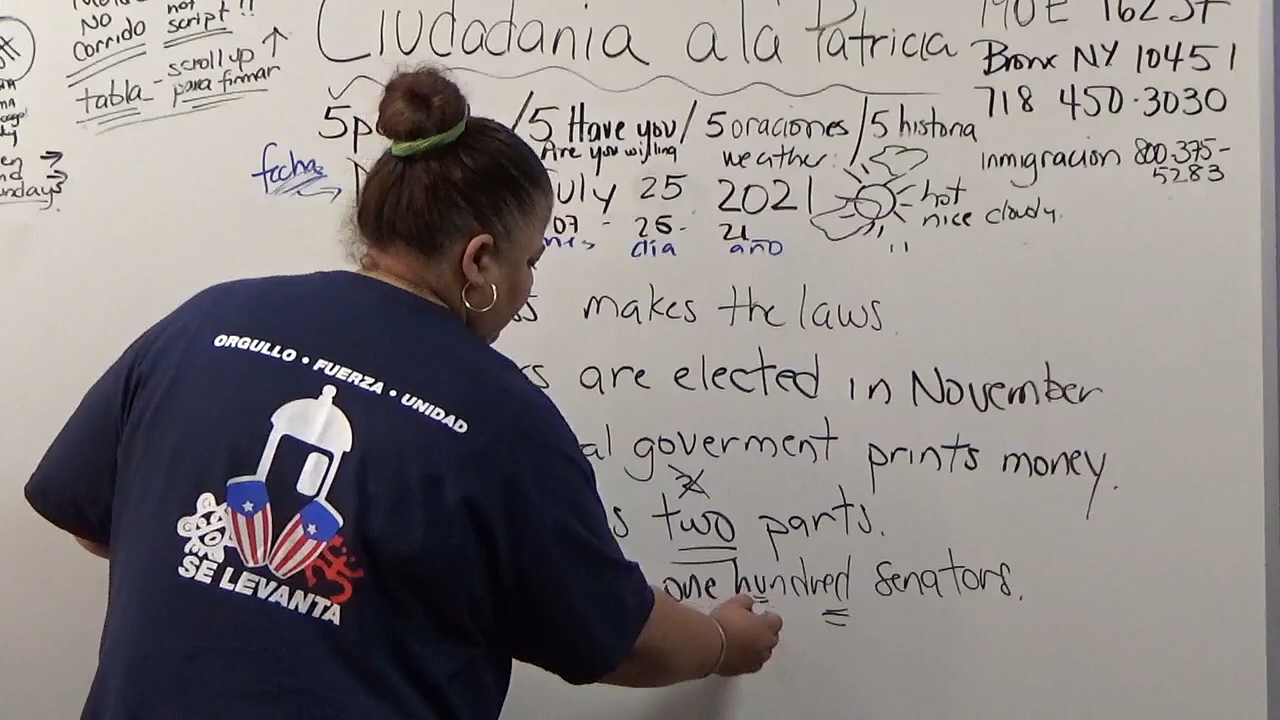 not
NO script!!
Corrido
tabla - scroll up
para firmar
Ciudadania a la Patricia
190 E 162 ST
Bronx NY 10451
718 450-3030
inmigracion 800-375-
5283
/5 Have you/ 5 oraciones /5 historia
Are you willing weather:
fecha
July 25 2021
07 - 25 - 21
dia año
hot
nice cloudy
makes the laws.
are elected in November
goverment prints money.
two parts.
one hundred Senators.
ORGULLO • FUERZA • UNIDAD
SE LEVANTA